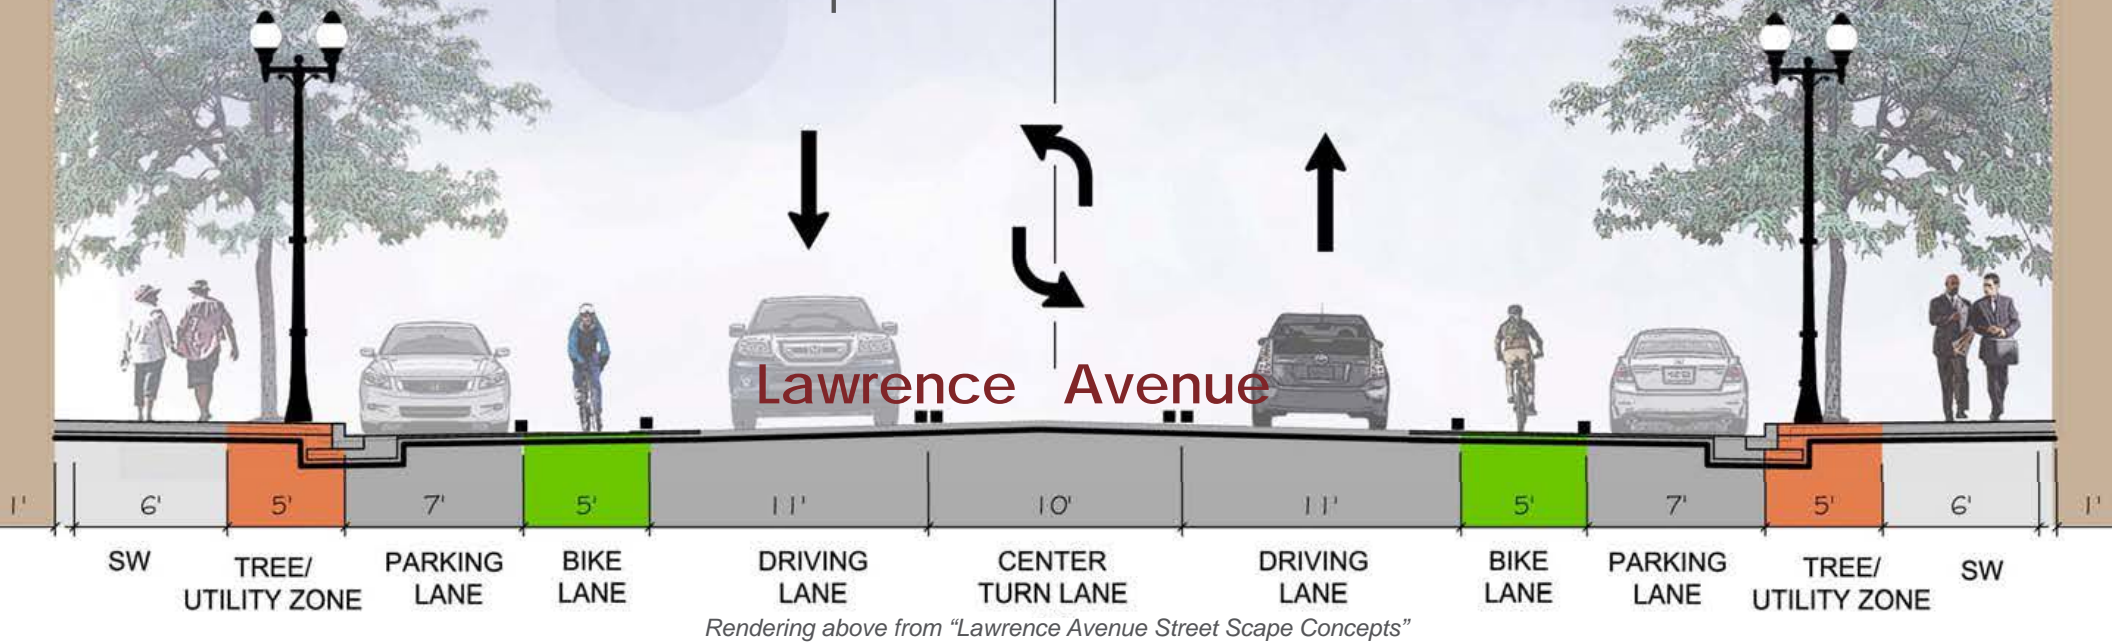 Lawrence Avenue
1' 6' 5' 7' 5' 11' 10' 11' 5' 7' 5' 6' 1'
SW TREE/ PARKING BIKE DRIVING CENTER DRIVING BIKE PARKING TREE/ SW
UTILITY ZONE LANE LANE LANE TURN LANE LANE LANE LANE UTILITY ZONE
Rendering above from “Lawrence Avenue Street Scape Concepts”